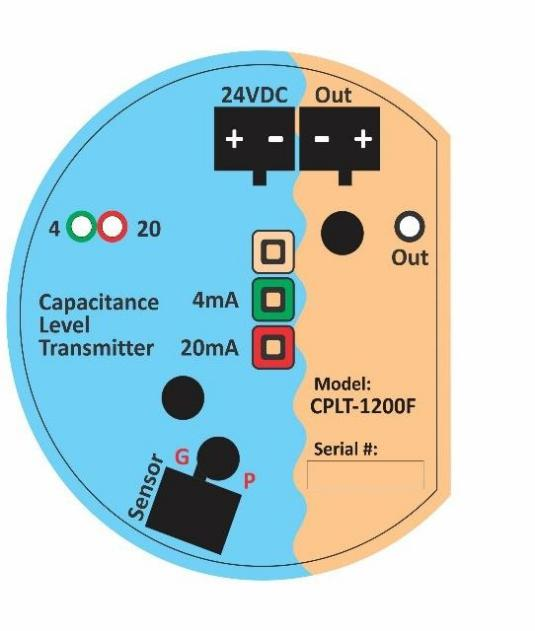 24VDC Out
+ - - +
4 20
Out
Capacitance
Level
Transmitter
4mA
20mA
Model:
CPLT-1200F
Serial #:
Sensor
G
P